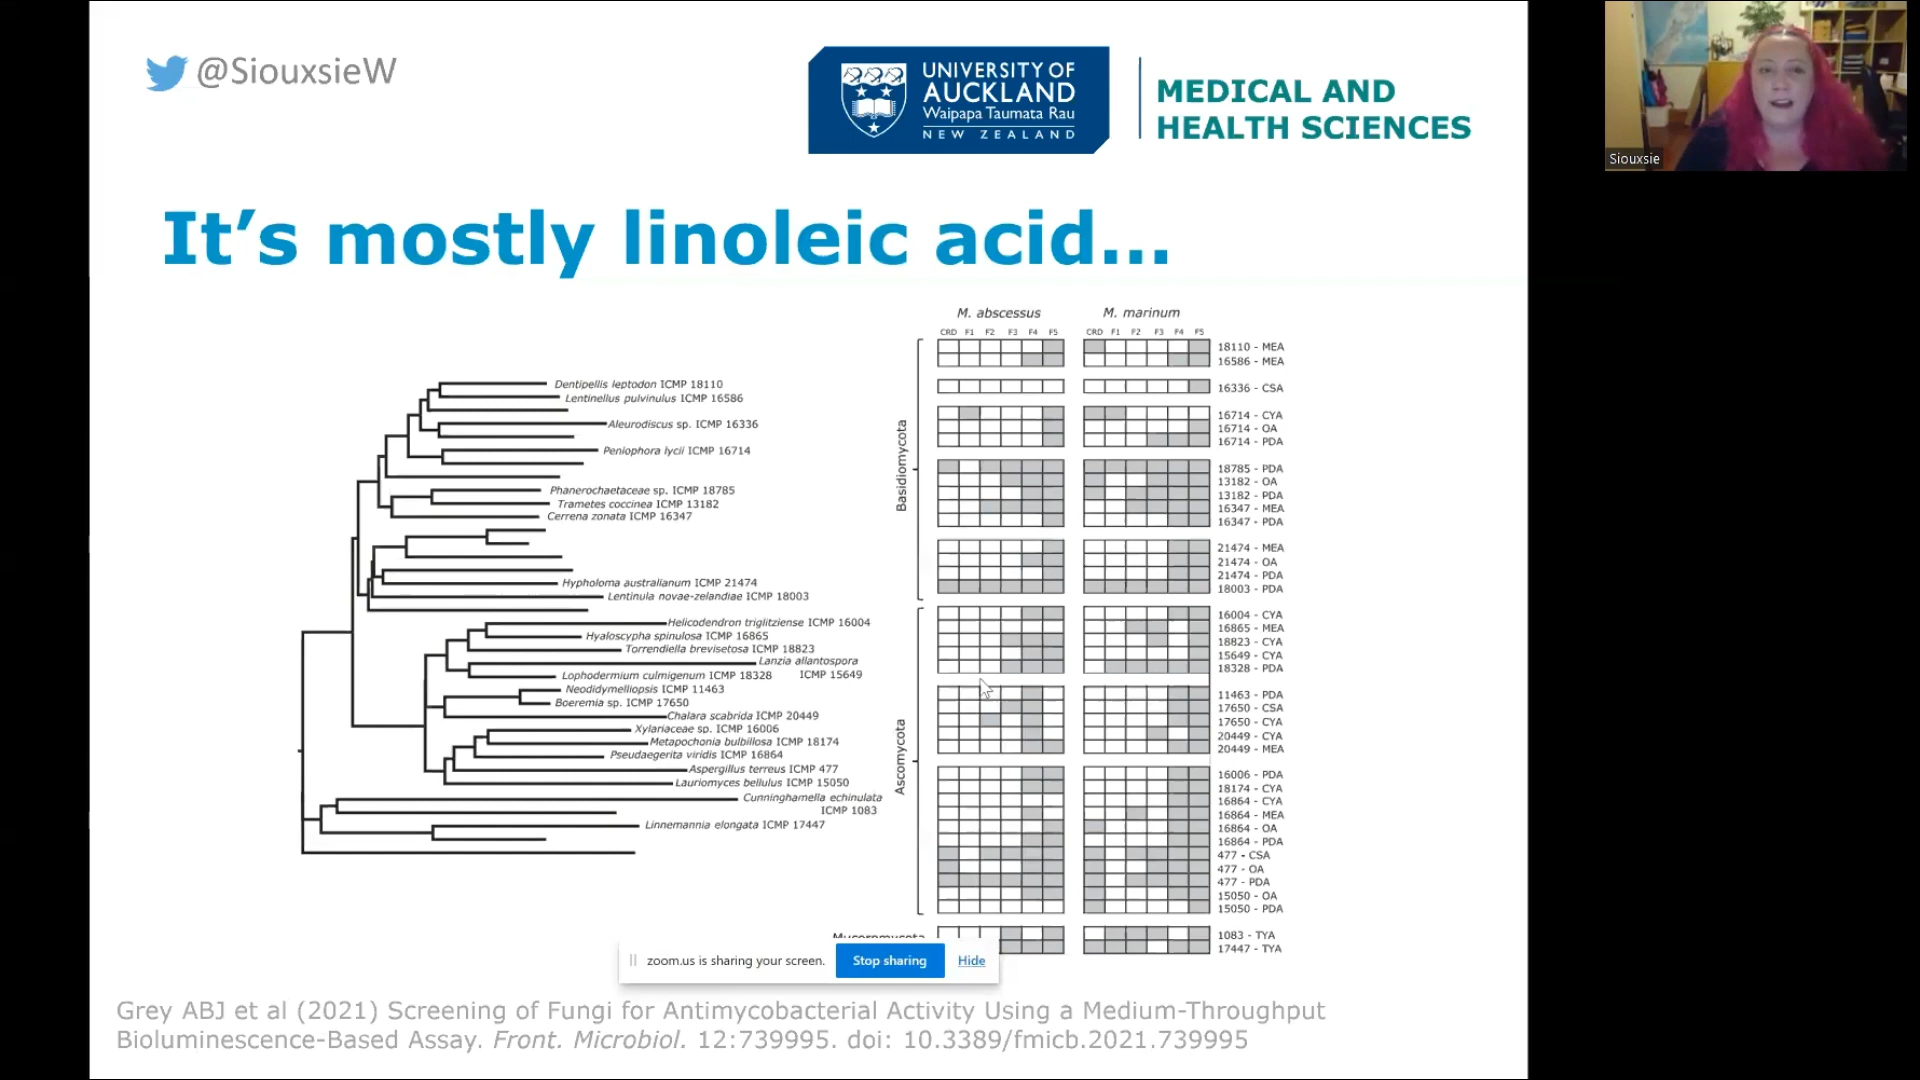 @SiouxsieW
UNIVERSITY OF
AUCKLAND
Waipapa Taumata Rau
NEW ZEALAND
MEDICAL AND
HEALTH SCIENCES
Siouxsie
It's mostly linoleic acid...
M. abscessus M. marinum
CRD F1 F2 F3 F4 F5 CRD F1 F2 F3 F4 F5
Dentipellis leptodon ICMP 18110
Lentinellus pulvinulus ICMP 16586
Aleurodiscus sp. ICMP 16336
Peniophora lycii ICMP 16714
Phanerochaetaceae sp. ICMP 18785
Trametes coccinea ICMP 13182
Cerrena zonata ICMP 16347
Hypholoma australianum ICMP 21474
Lentinula novae-zelandiae ICMP 18003
Helicodendron triglitziense ICMP 16004
Hyaloscypha spinulosa ICMP 16865
Torrendiella brevisetosa ICMP 18823
Lanzia allantospora
ICMP 15649
Lophodermium culmigenum ICMP 18328
Neodidymelliopsis ICMP 11463
Boeremia sp. ICMP 17650
Chalara scabrida ICMP 20449
Xylariaceae sp. ICMP 16006
Metapochonia bulbillosa ICMP 18174
Pseudaegerita viridis ICMP 16864
Aspergillus terreus ICMP 477
Lauriomyces bellulus ICMP 15050
Cunninghamella echinulata
ICMP 1083
Linnemannia elongata ICMP 17447
Basidiomycota
Ascomycota
18110 - MEA
16586 - MEA
16336 - CSA
16714 - CYA
16714 - OA
16714 - PDA
18785 - PDA
13182 - OA
13182 - PDA
16347 - MEA
16347 - PDA
21474 - MEA
21474 - OA
21474 - PDA
18003 - PDA
16004 - CYA
16865 - MEA
18823 - CYA
15649 - CYA
18328 - PDA
11463 - PDA
17650 - CSA
17650 - CYA
20449 - CYA
20449 - MEA
16006 - PDA
18174 - CYA
16864 - CYA
16864 - MEA
16864 - OA
16864 - PDA
477 - CSA
477 - OA
477 - PDA
15050 - OA
15050 - PDA
1083 - TYA
17447 - TYA
zoom.us is sharing your screen. Stop sharing Hide
Grey ABJ et al (2021) Screening of Fungi for Antimycobacterial Activity Using a Medium-Throughput
Bioluminescence-Based Assay. Front. Microbiol. 12:739995. doi: 10.3389/fmicb.2021.739995